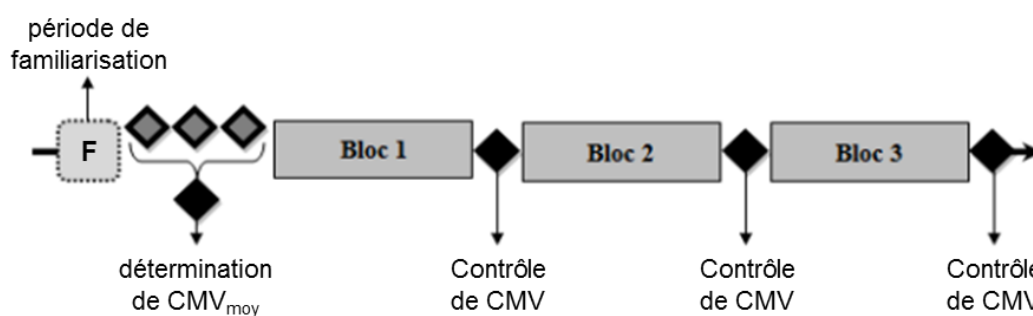 période de
familiarisation
F
Bloc 1
Bloc 2
Bloc 3
détermination
de CMVmoy
Contrôle
de CMV
Contrôle
de CMV
Contrôle
de CMV